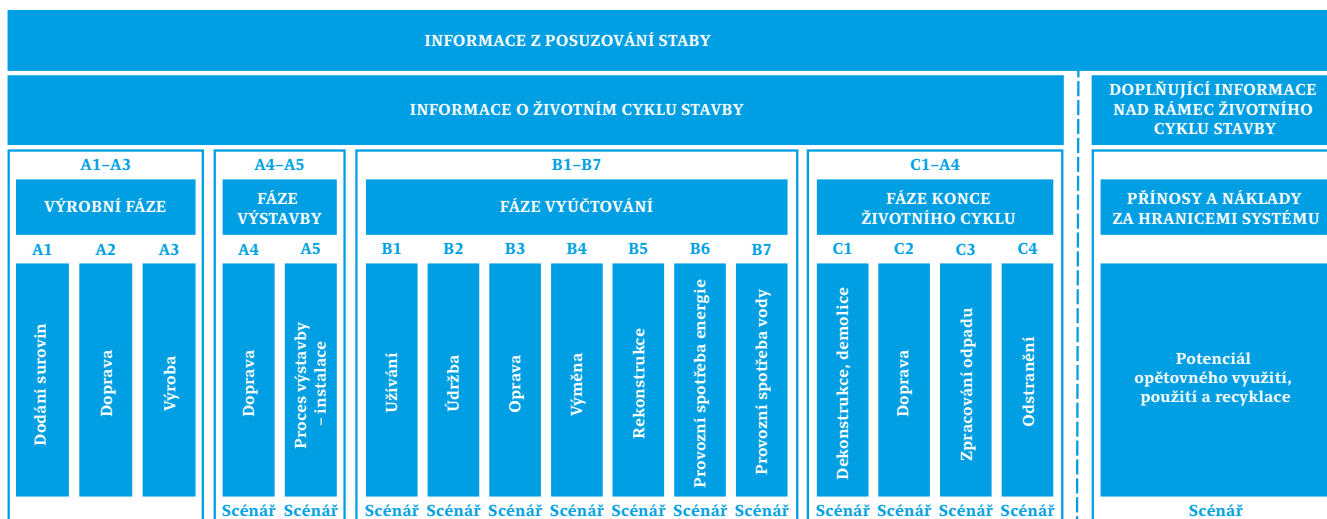 INFORMACE Z POSUZOVÁNÍ STABY
INFORMACE O ŽIVOTNÍM CYKLU STAVBY
DOPLŇUJÍCÍ INFORMACE
NAD RÁMEC ŽIVOTNÍHO
CYKLU STAVBY
A1–A3
A4–A5
B1–B7
C1–A4
VÝROBNÍ FÁZE
FÁZE
VÝSTAVBY
FÁZE VYÚČTOVÁNÍ
FÁZE KONCE
ŽIVOTNÍHO CYKLU
PŘÍNOSY A NÁKLADY
ZA HRANICEMI SYSTÉMU
A1 A2 A3 A4 A5 B1 B2 B3 B4 B5 B6 B7 C1 C2 C3 C4
Dodání surovin
Doprava
Výroba
Doprava
Proces výstavby
– instalace
Užívání
Údržba
Oprava
Výměna
Rekonstrukce
Provozní spotřeba energie
Provozní spotřeba vody
Dekonstrukce, demolice
Doprava
Zpracování odpadu
Odstranění
Potenciál
opětovného využití,
použití a recyklace
Scénář Scénář Scénář Scénář Scénář Scénář Scénář Scénář Scénář Scénář Scénář Scénář Scénář Scénář